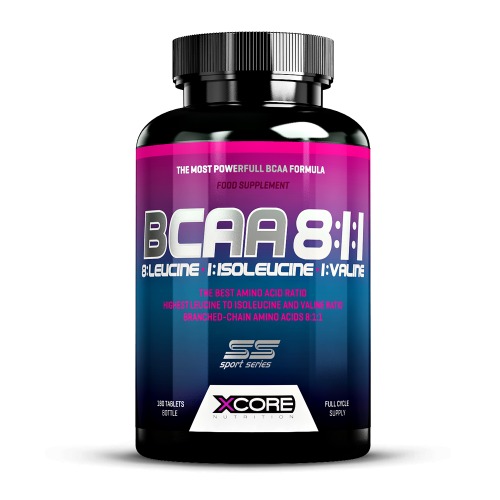 THE MOST POWERFULL BCAA FORMULA
FOOD SUPPLEMENT
BCAA 8:1:1
8:LEUCINE · 1:ISOLEUCINE · 1:VALINE
THE BEST AMINO ACID RATIO
HIGHEST LEUCINE TO ISOLEUCINE AND VALINE RATIO
BRANCHED-CHAIN AMINO ACIDS 8:1:1
SS
sport series
180 TABLETS
BOTTLE
XCORE
NUTRITION
FULL CYCLE
SUPPLY